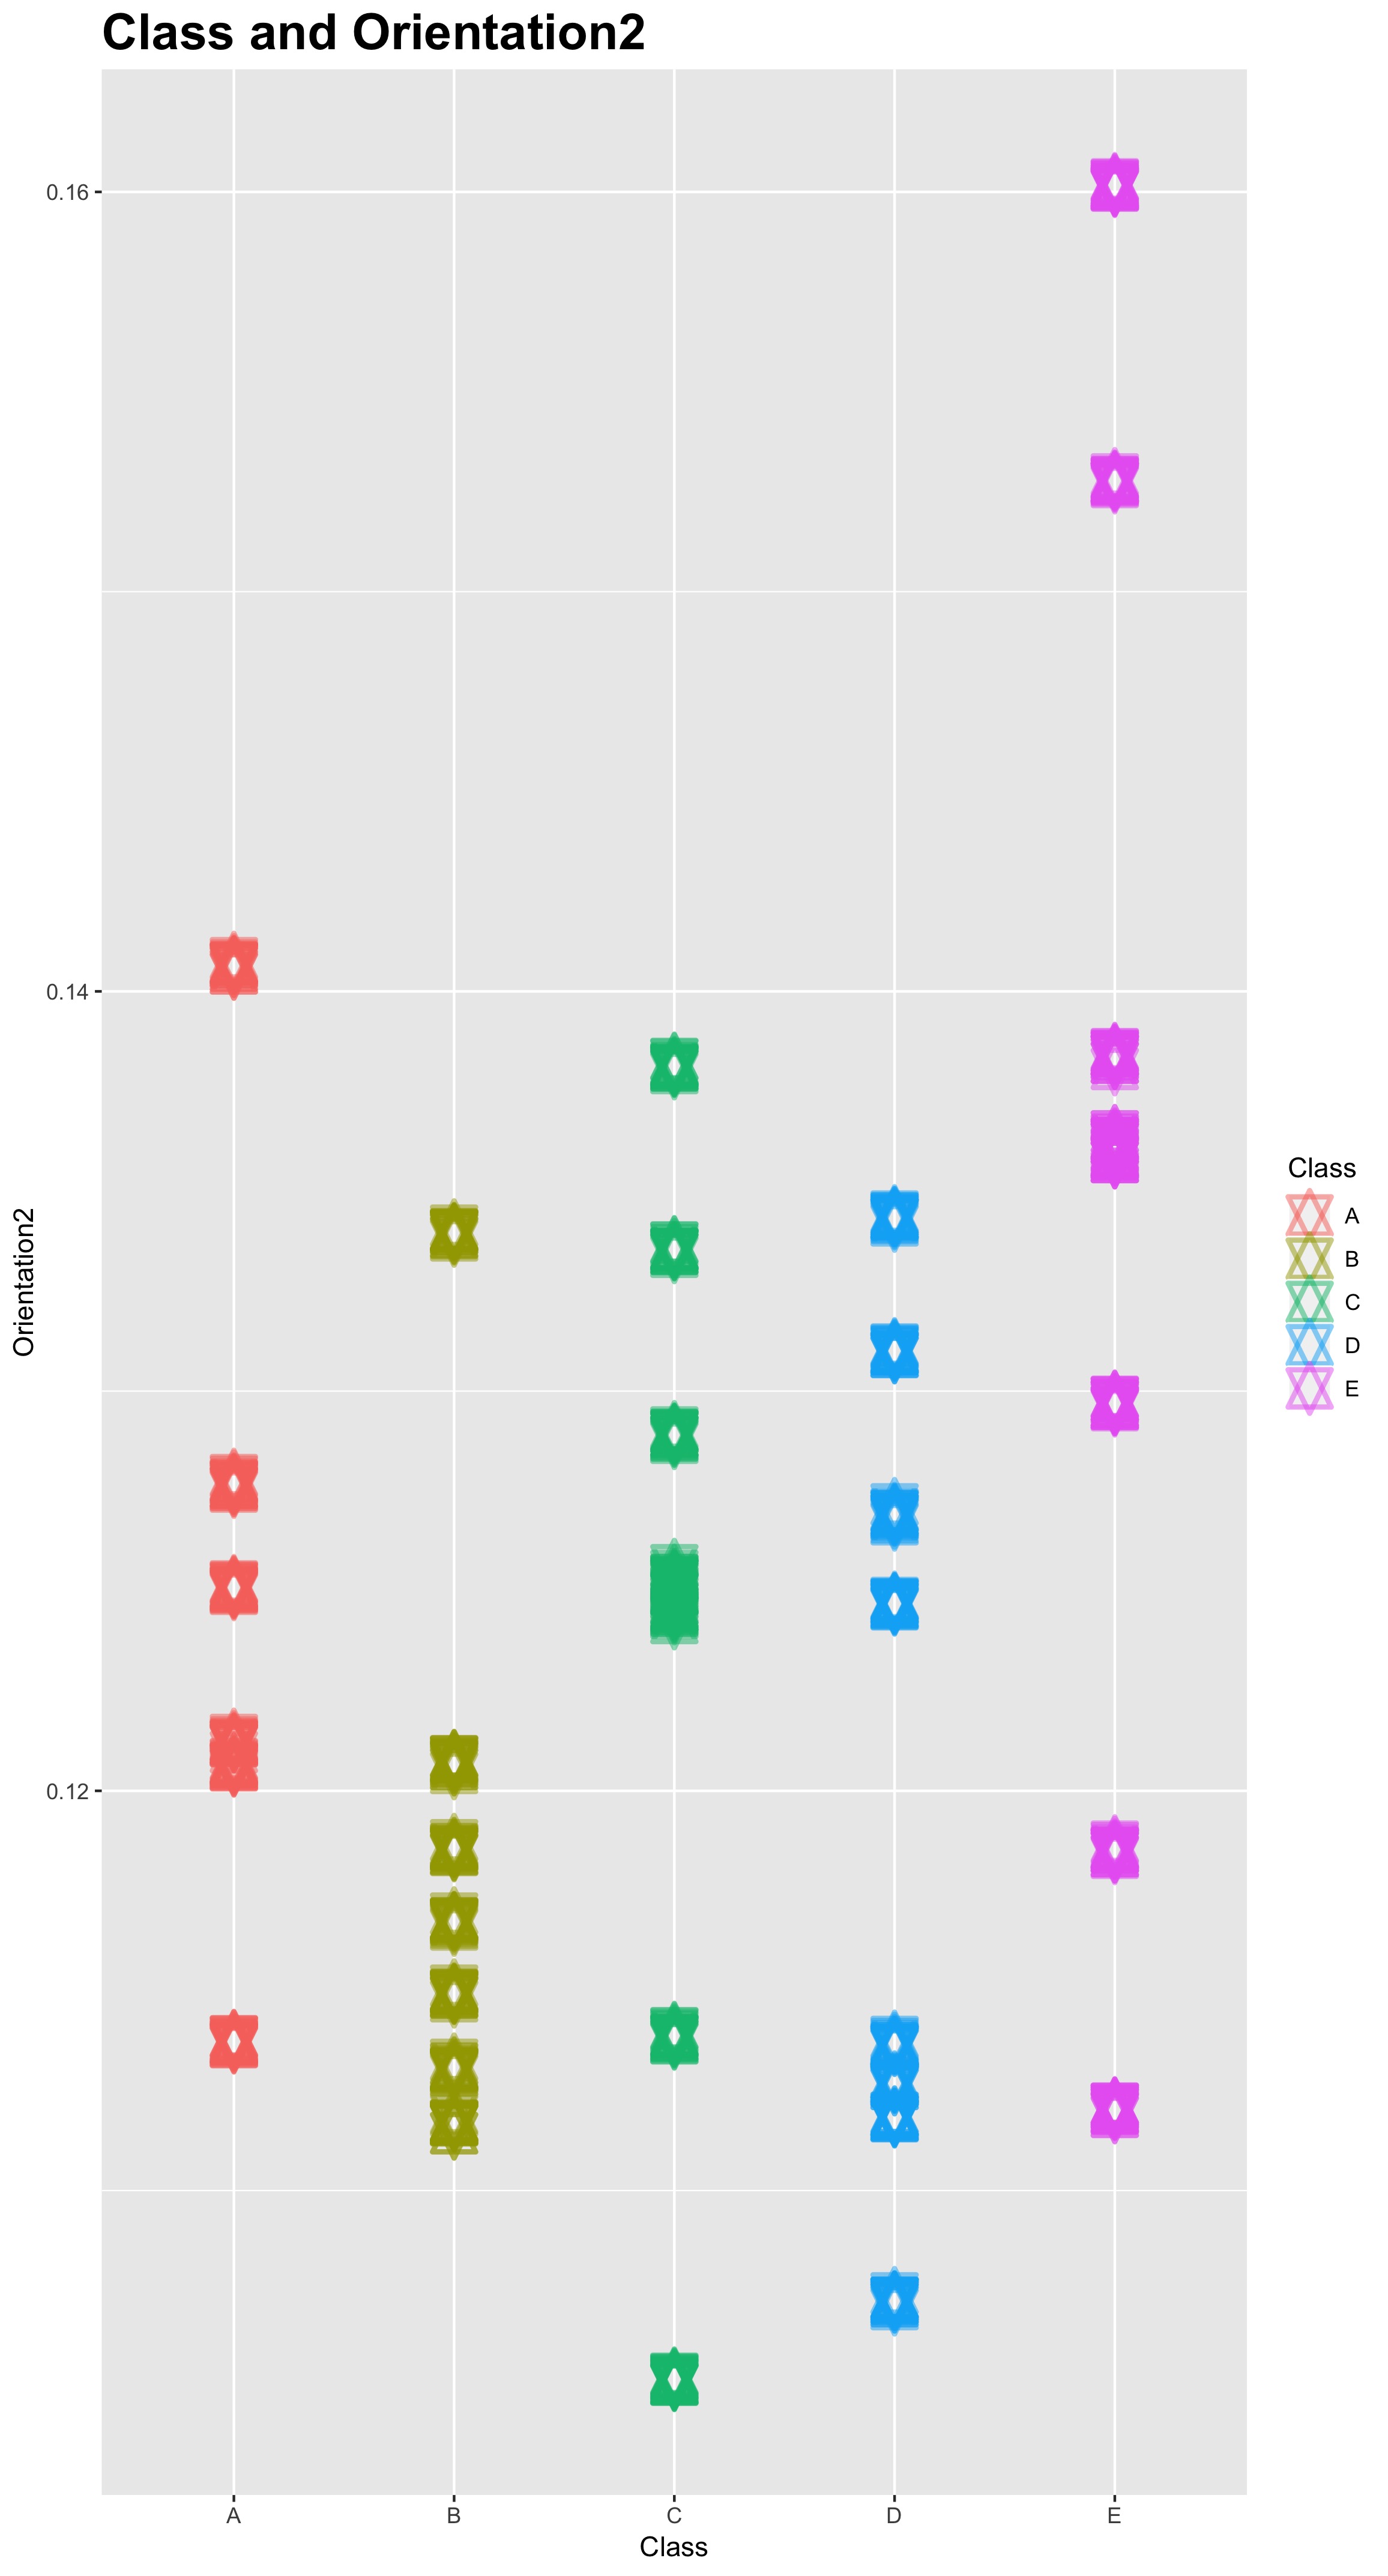 Class and Orientation2
0.16
0.14
0.12
Orientation2
A
B
C
D
E
Class
Class
A
B
C
D
E